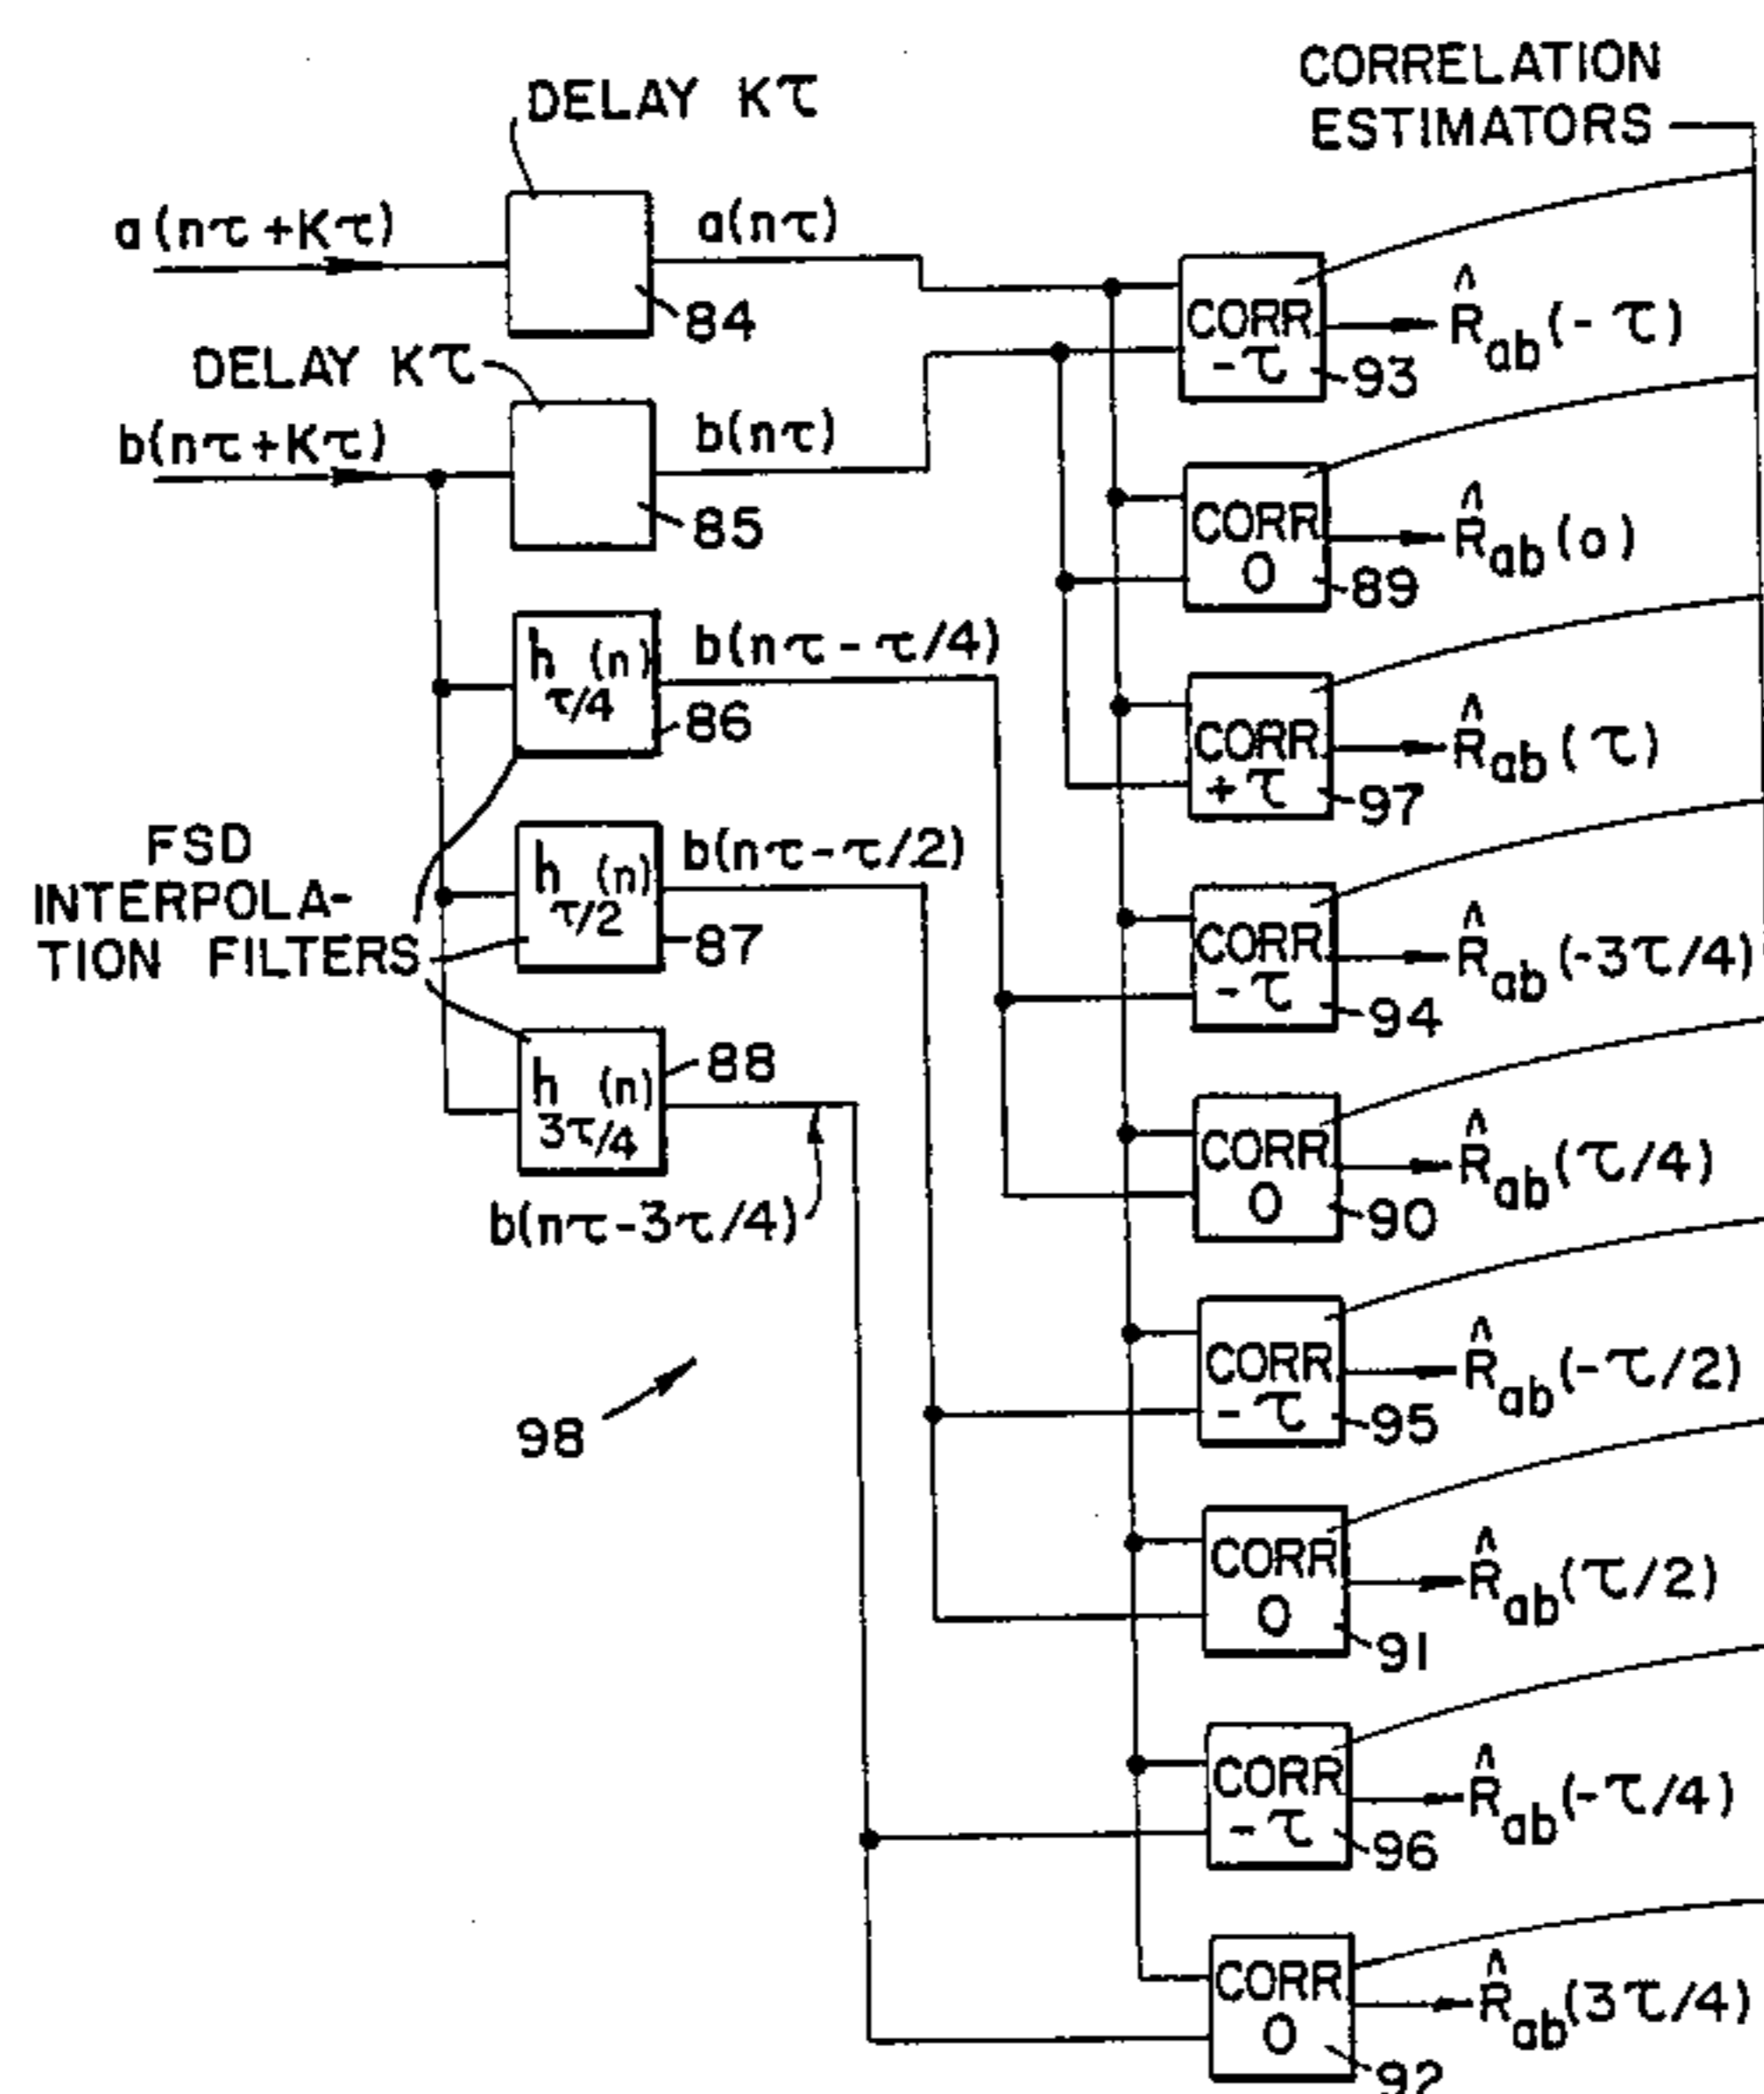 CORRELATION
ESTIMATORS
DELAY Kτ
a(nτ+Kτ)
a(nτ)
84
CORR
-τ
93
R̂ab(-τ)
DELAY Kτ
b(nτ+Kτ)
b(nτ)
85
CORR
0
89
R̂ab(o)
h (n)
τ/4
86
b(nτ-τ/4)
CORR
+τ
97
R̂ab(τ)
FSD
INTERPOLA-
TION FILTERS
h (n)
τ/2
87
b(nτ-τ/2)
CORR
-τ
94
R̂ab(-3τ/4)
h (n)
3τ/4
88
b(nτ-3τ/4)
CORR
0
90
R̂ab(τ/4)
98
CORR
-τ
95
R̂ab(-τ/2)
CORR
0
91
R̂ab(τ/2)
CORR
-τ
96
R̂ab(-τ/4)
CORR
0
92
R̂ab(3τ/4)